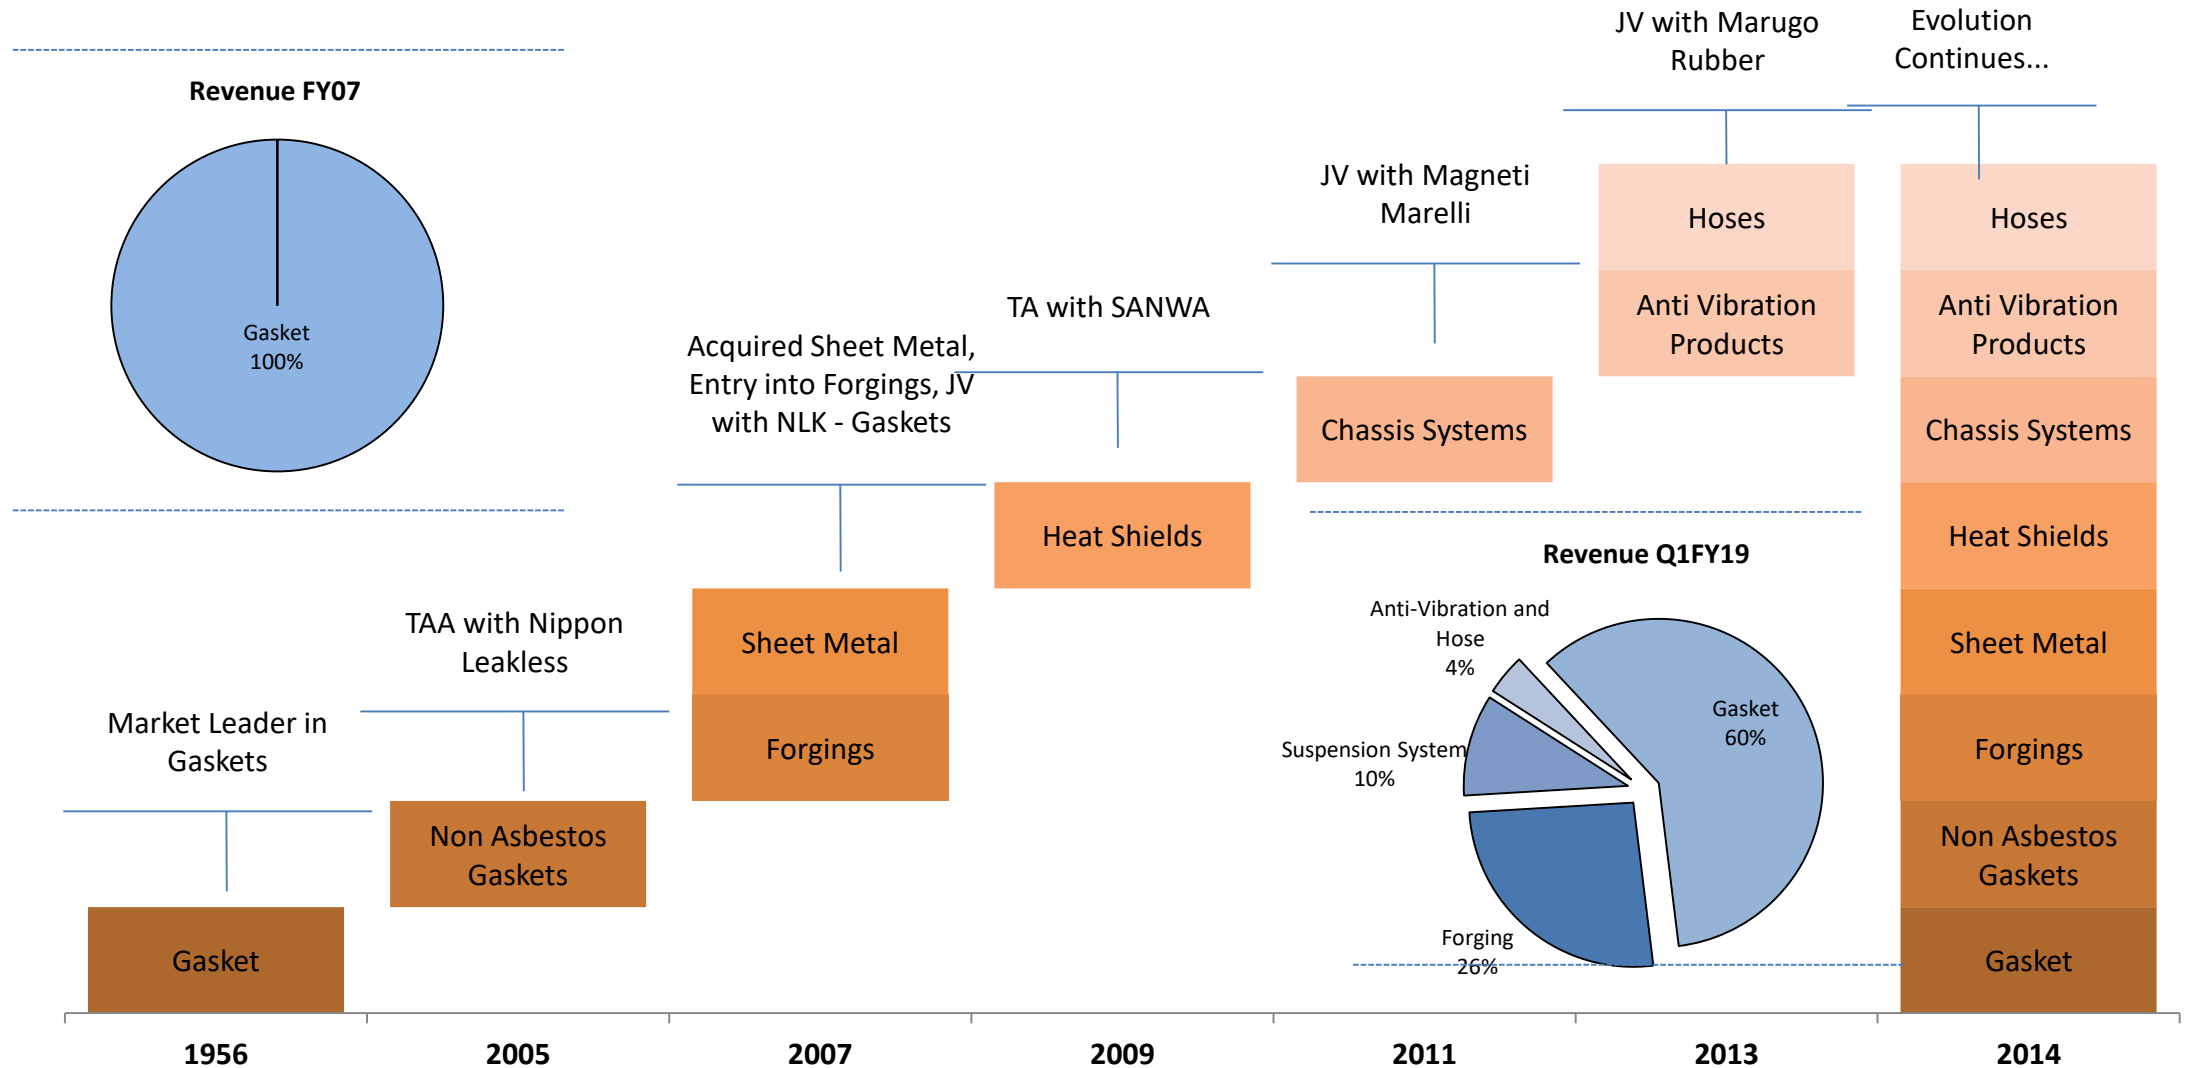 Revenue FY07
Gasket
100%
Market Leader in
Gaskets
Gasket
TAA with Nippon
Leakless
Non Asbestos
Gaskets
Acquired Sheet Metal,
Entry into Forgings, JV
with NLK - Gaskets
Sheet Metal
Forgings
TA with SANWA
Heat Shields
JV with Magneti
Marelli
Chassis Systems
JV with Marugo
Rubber
Hoses
Anti Vibration
Products
Evolution
Continues...
Hoses
Anti Vibration
Products
Chassis Systems
Heat Shields
Sheet Metal
Forgings
Non Asbestos
Gaskets
Gasket
Revenue Q1FY19
Anti-Vibration and
Hose
4%
Gasket
60%
Suspension System
10%
Forging
26%
1956
2005
2007
2009
2011
2013
2014